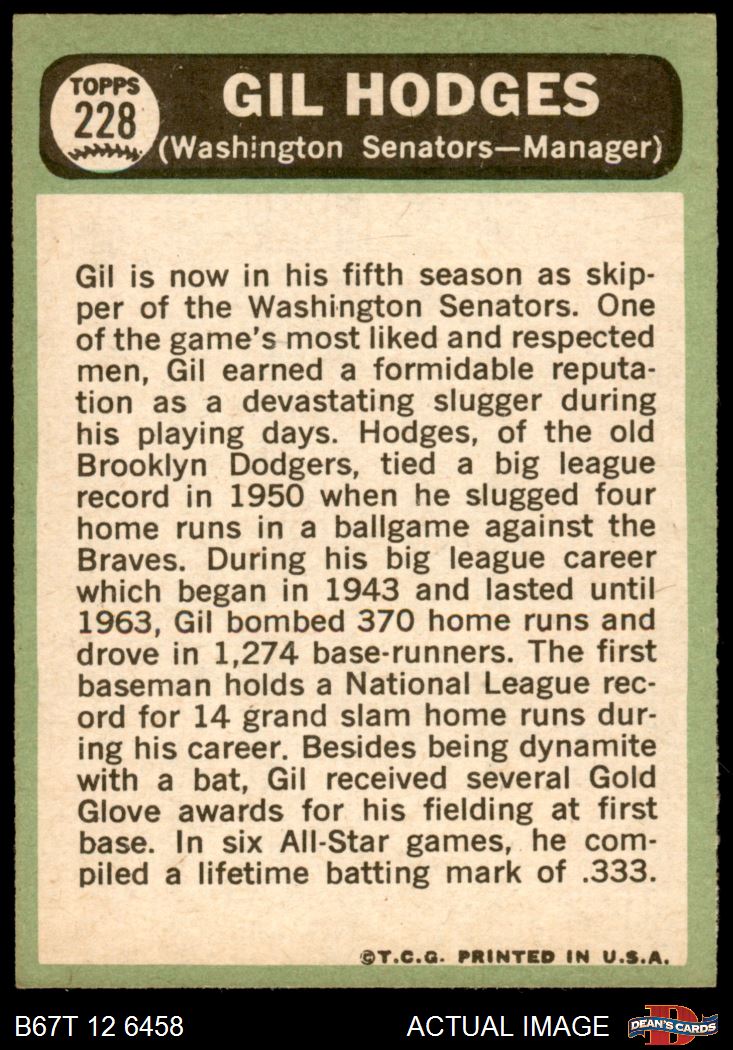 TOPPS
228
GIL HODGES
(Washington Senators—Manager)
Gil is now in his fifth season as skip-
per of the Washington Senators. One
of the game's most liked and respected
men, Gil earned a formidable reputa-
tion as a devastating slugger during
his playing days. Hodges, of the old
Brooklyn Dodgers, tied a big league
record in 1950 when he slugged four
home runs in a ballgame against the
Braves. During his big league career
which began in 1943 and lasted until
1963, Gil bombed 370 home runs and
drove in 1,274 base-runners. The first
baseman holds a National League rec-
ord for 14 grand slam home runs dur-
ing his career. Besides being dynamite
with a bat, Gil received several Gold
Glove awards for his fielding at first
base. In six All-Star games, he com-
piled a lifetime batting mark of .333.
©T.C.G. PRINTED IN U.S.A.
B67T 12 6458
ACTUAL IMAGE
D
DEAN'S CARDS